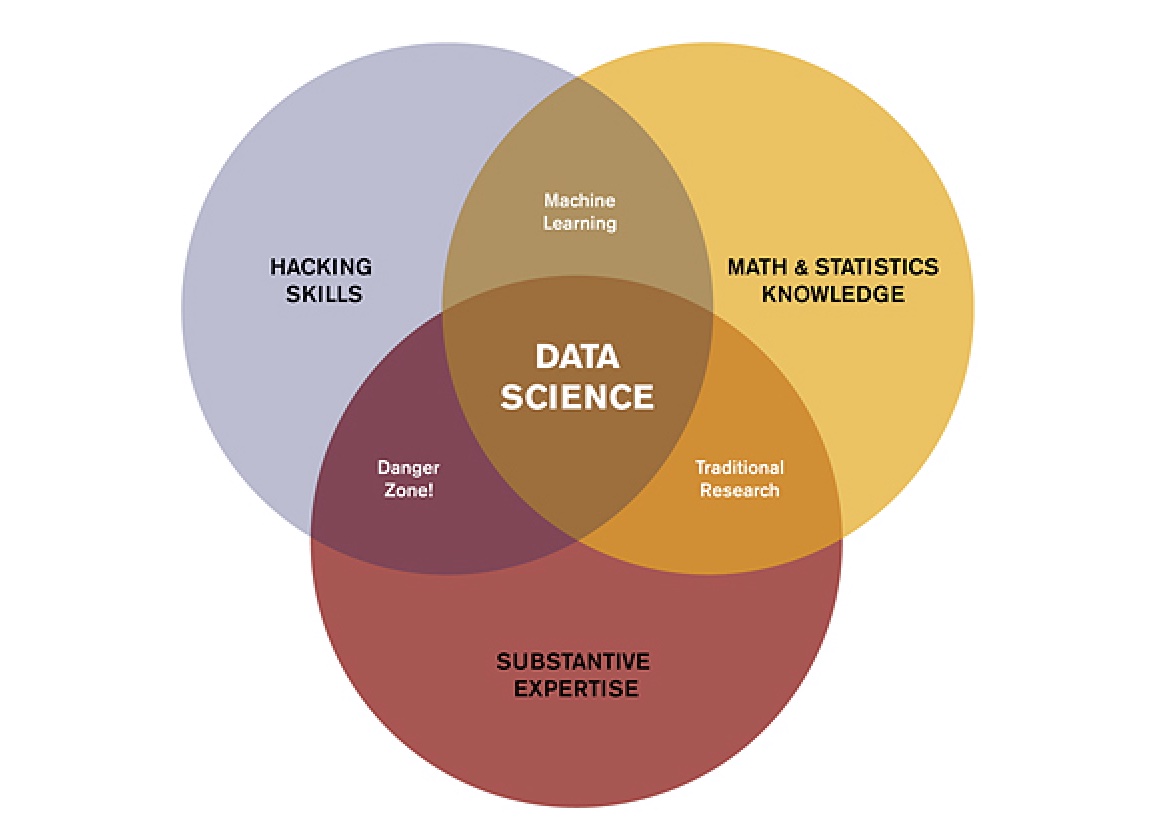 Machine
Learning
HACKING
SKILLS
MATH & STATISTICS
KNOWLEDGE
DATA
SCIENCE
Danger
Zone!
Traditional
Research
SUBSTANTIVE
EXPERTISE